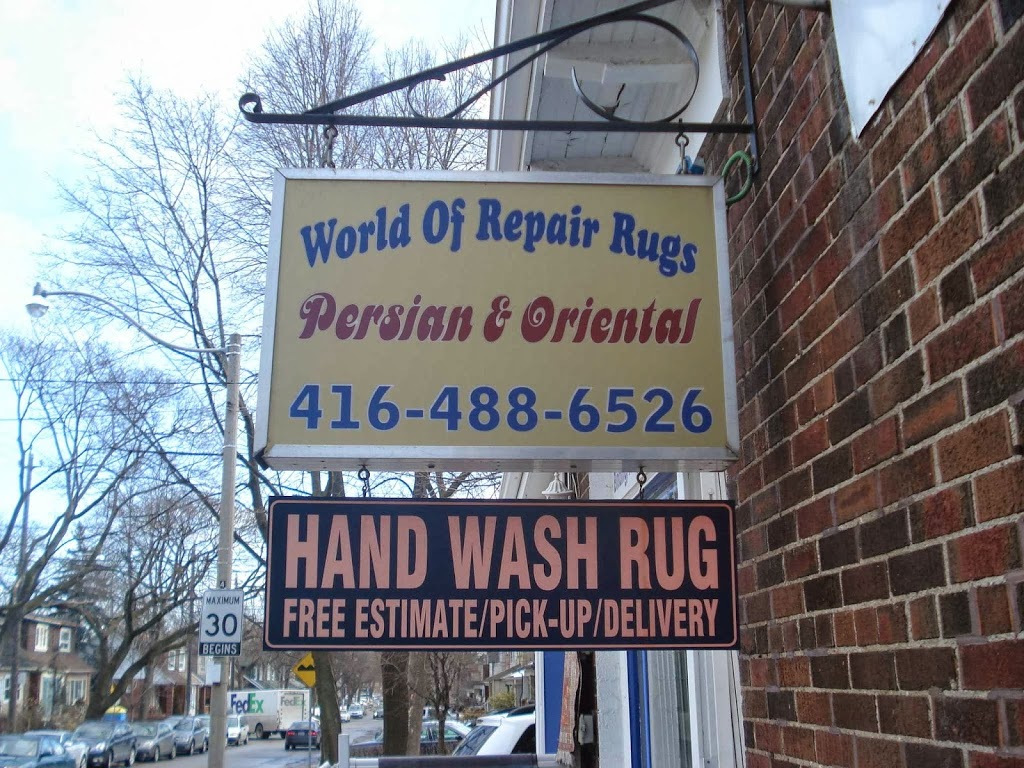 World Of Repair Rugs
Persian & Oriental
416-488-6526
HAND WASH RUG
FREE ESTIMATE/PICK-UP/DELIVERY
MAXIMUM
30
BEGINS
FedEx
FedEx